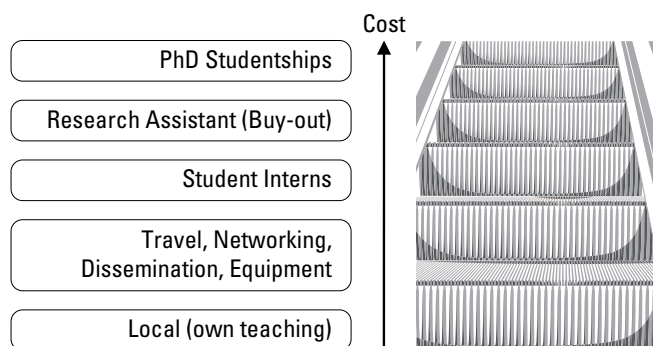 Cost
PhD Studentships
Research Assistant (Buy-out)
Student Interns
Travel, Networking,
Dissemination, Equipment
Local (own teaching)